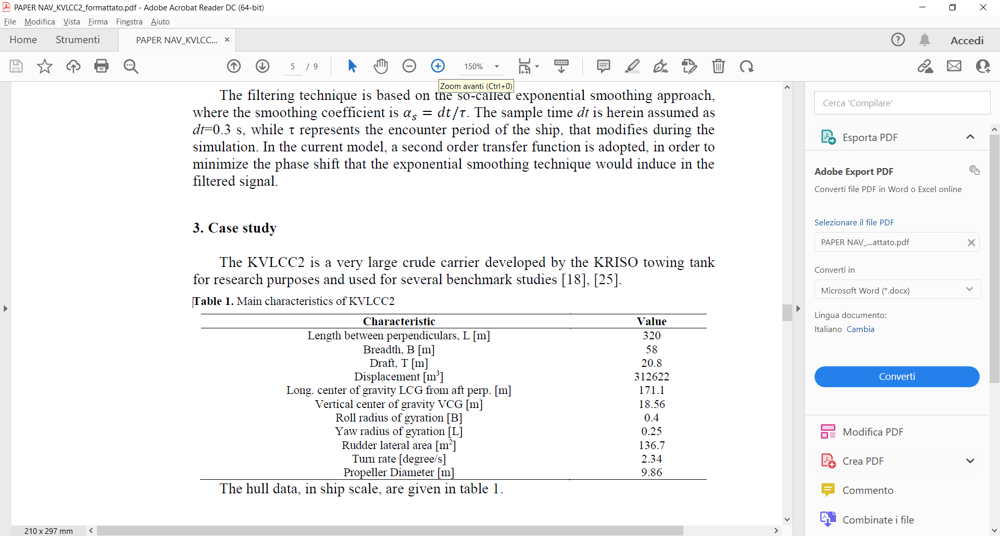 PAPER NAV_KVLCC2_formattato.pdf - Adobe Acrobat Reader DC (64-bit)
File Modifica Vista Firma Finestra Aiuto
Home Strumenti PAPER NAV_KVLCC... × Accedi
5 / 9 150%
Zoom avanti (Ctrl+0)
The filtering technique is based on the so-called exponential smoothing approach,
where the smoothing coefficient is αₛ = dt/τ. The sample time dt is herein assumed as
dt=0.3 s, while τ represents the encounter period of the ship, that modifies during the
simulation. In the current model, a second order transfer function is adopted, in order to
minimize the phase shift that the exponential smoothing technique would induce in the
filtered signal.
3. Case study
The KVLCC2 is a very large crude carrier developed by the KRISO towing tank
for research purposes and used for several benchmark studies [18], [25].
Table 1. Main characteristics of KVLCC2
Characteristic Value
Length between perpendiculars, L [m] 320
Breadth, B [m] 58
Draft, T [m] 20.8
Displacement [m³] 312622
Long. center of gravity LCG from aft perp. [m] 171.1
Vertical center of gravity VCG [m] 18.56
Roll radius of gyration [B] 0.4
Yaw radius of gyration [L] 0.25
Rudder lateral area [m²] 136.7
Turn rate [degree/s] 2.34
Propeller Diameter [m] 9.86
The hull data, in ship scale, are given in table 1.
210 x 297 mm
Cerca 'Compilare'
Esporta PDF
Adobe Export PDF
Converti file PDF in Word o Excel online
Selezionare il file PDF
PAPER NAV_...attato.pdf
Converti in
Microsoft Word (*.docx)
Lingua documento:
Italiano Cambia
Converti
Modifica PDF
Crea PDF
Commento
Combinate i file